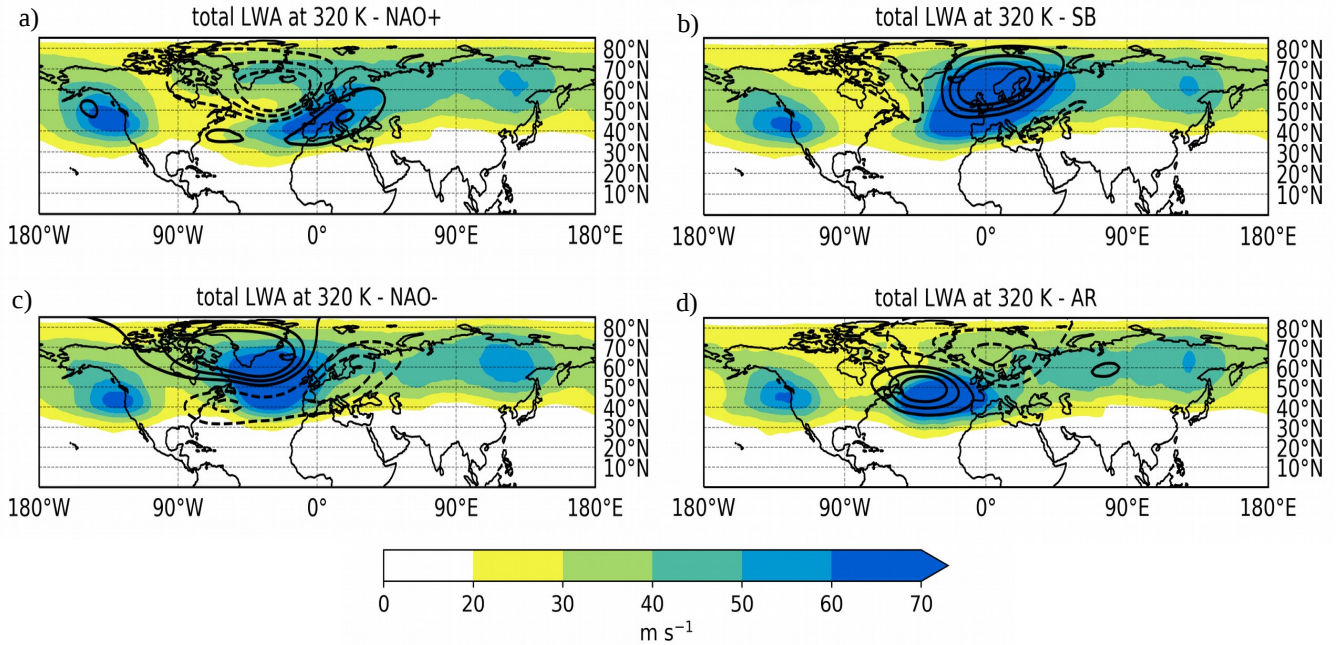 a) total LWA at 320 K - NAO+
80°N
70°N
60°N
50°N
40°N
30°N
20°N
10°N
180°W 90°W 0° 90°E 180°E
b) total LWA at 320 K - SB
80°N
70°N
60°N
50°N
40°N
30°N
20°N
10°N
180°W 90°W 0° 90°E 180°E
c) total LWA at 320 K - NAO-
80°N
70°N
60°N
50°N
40°N
30°N
20°N
10°N
180°W 90°W 0° 90°E 180°E
d) total LWA at 320 K - AR
80°N
70°N
60°N
50°N
40°N
30°N
20°N
10°N
180°W 90°W 0° 90°E 180°E
0 20 30 40 50 60 70
m s⁻¹